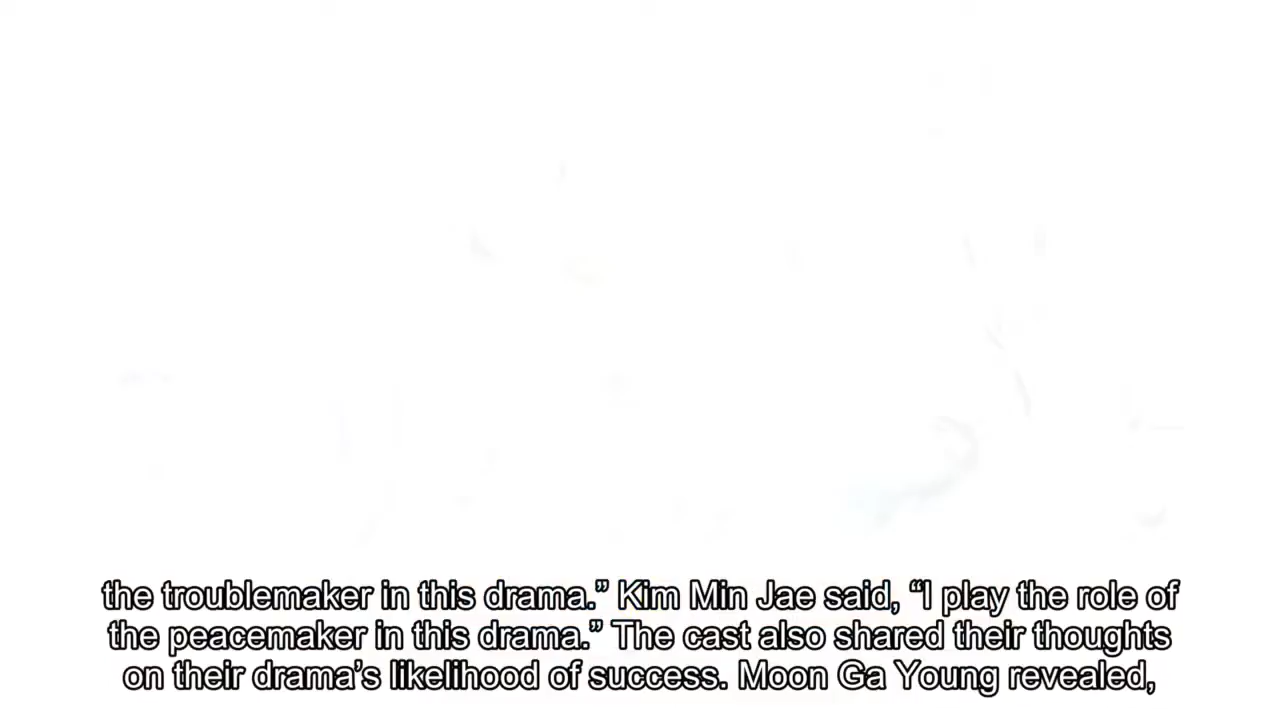 the troublemaker in this drama.” Kim Min Jae said, “I play the role of
the peacemaker in this drama.” The cast also shared their thoughts
on their drama’s likelihood of success. Moon Ga Young revealed,